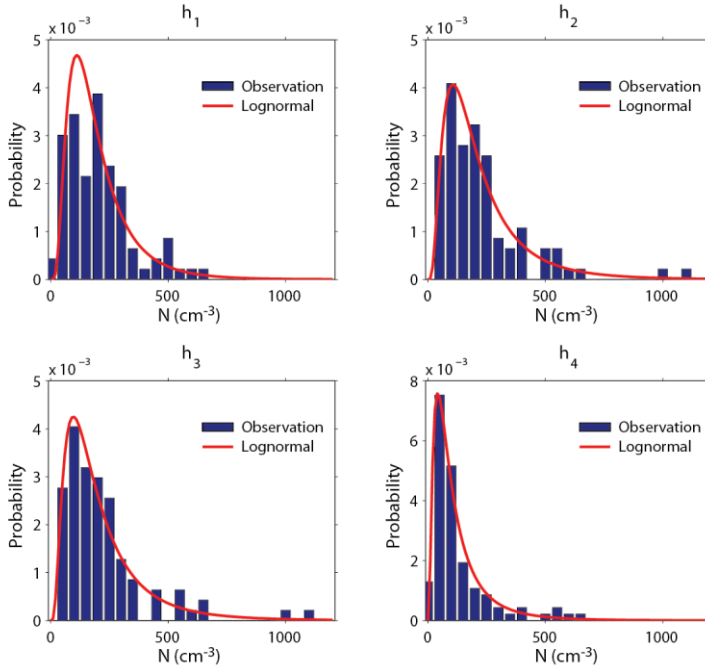 h1
x 10−3
5
4
3
2
1
0
Probability
Observation
Lognormal
0 500 1000
N (cm-3)
h2
x 10−3
5
4
3
2
1
0
Probability
Observation
Lognormal
0 500 1000
N (cm-3)
h3
x 10−3
5
4
3
2
1
0
Probability
Observation
Lognormal
0 500 1000
N (cm-3)
h4
x 10−3
8
6
4
2
0
Probability
Observation
Lognormal
0 500 1000
N (cm-3)